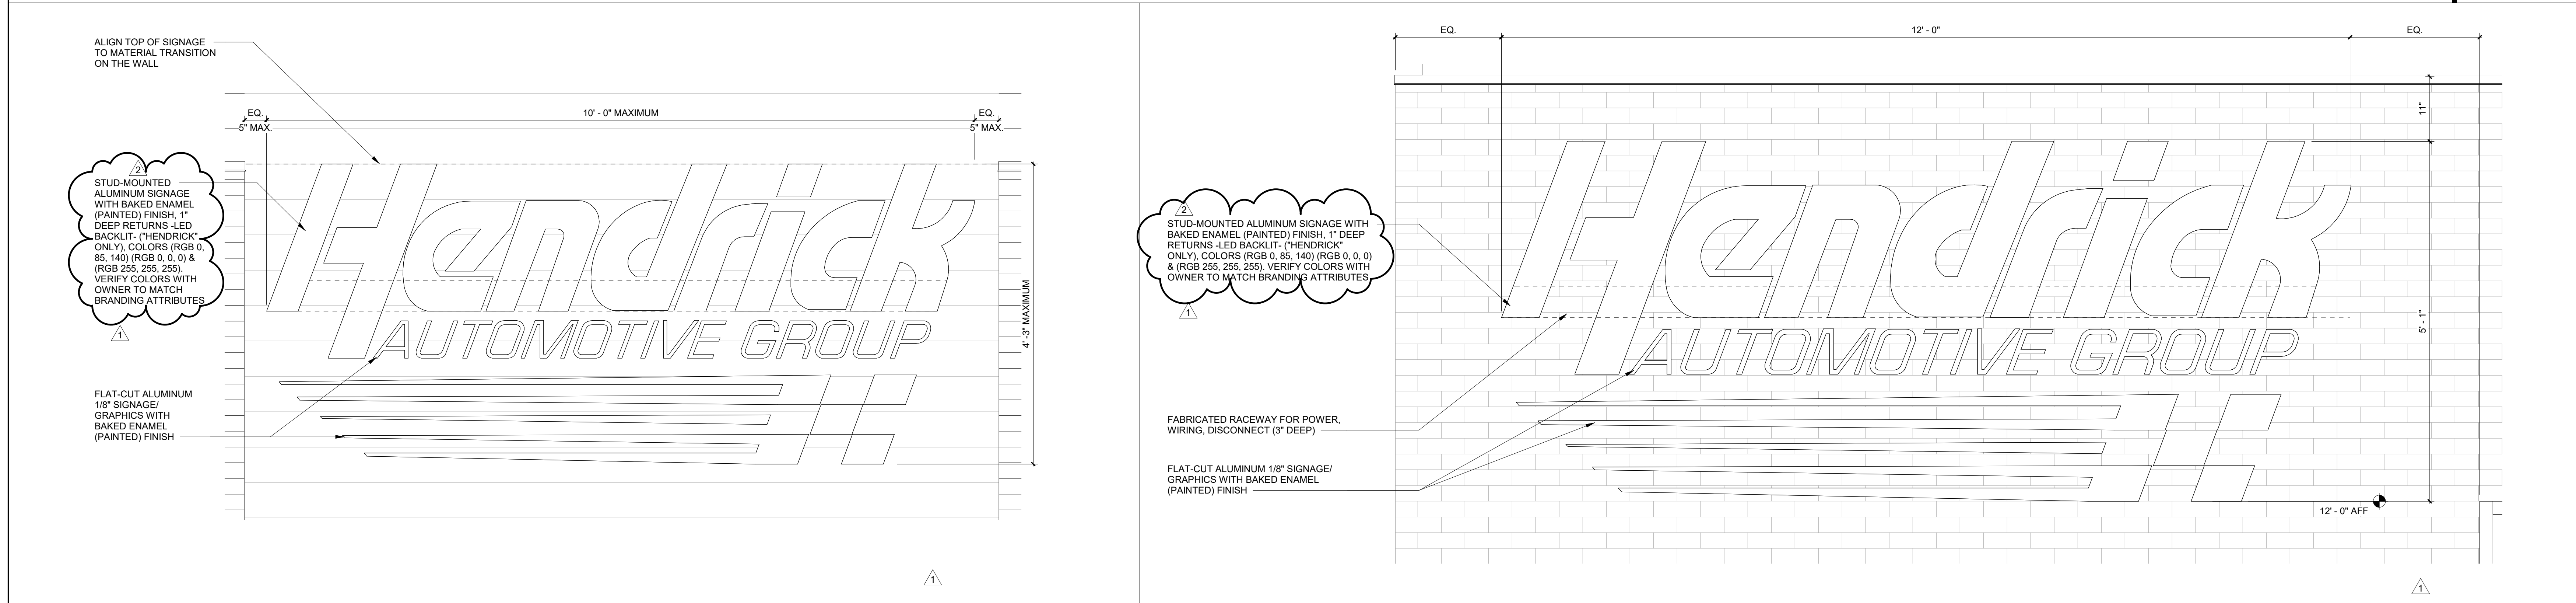 ALIGN TOP OF SIGNAGE
TO MATERIAL TRANSITION
ON THE WALL
EQ.
10' - 0" MAXIMUM
EQ.
5" MAX.
5" MAX.
2
STUD-MOUNTED
ALUMINUM SIGNAGE
WITH BAKED ENAMEL
(PAINTED) FINISH, 1"
DEEP RETURNS -LED
BACKLIT- ("HENDRICK"
ONLY), COLORS (RGB 0,
85, 140) (RGB 0, 0, 0) &
(RGB 255, 255, 255).
VERIFY COLORS WITH
OWNER TO MATCH
BRANDING ATTRIBUTES
1
Hendrick
AUTOMOTIVE GROUP
4' -3" MAXIMUM
FLAT-CUT ALUMINUM
1/8" SIGNAGE/
GRAPHICS WITH
BAKED ENAMEL
(PAINTED) FINISH
1
EQ.
12' - 0"
EQ.
11"
2
STUD-MOUNTED ALUMINUM SIGNAGE WITH
BAKED ENAMEL (PAINTED) FINISH, 1" DEEP
RETURNS -LED BACKLIT- ("HENDRICK"
ONLY), COLORS (RGB 0, 85, 140) (RGB 0, 0, 0)
& (RGB 255, 255, 255). VERIFY COLORS WITH
OWNER TO MATCH BRANDING ATTRIBUTES
1
Hendrick
AUTOMOTIVE GROUP
5' - 1"
FABRICATED RACEWAY FOR POWER,
WIRING, DISCONNECT (3" DEEP)
FLAT-CUT ALUMINUM 1/8" SIGNAGE/
GRAPHICS WITH BAKED ENAMEL
(PAINTED) FINISH
12' - 0" AFF
1